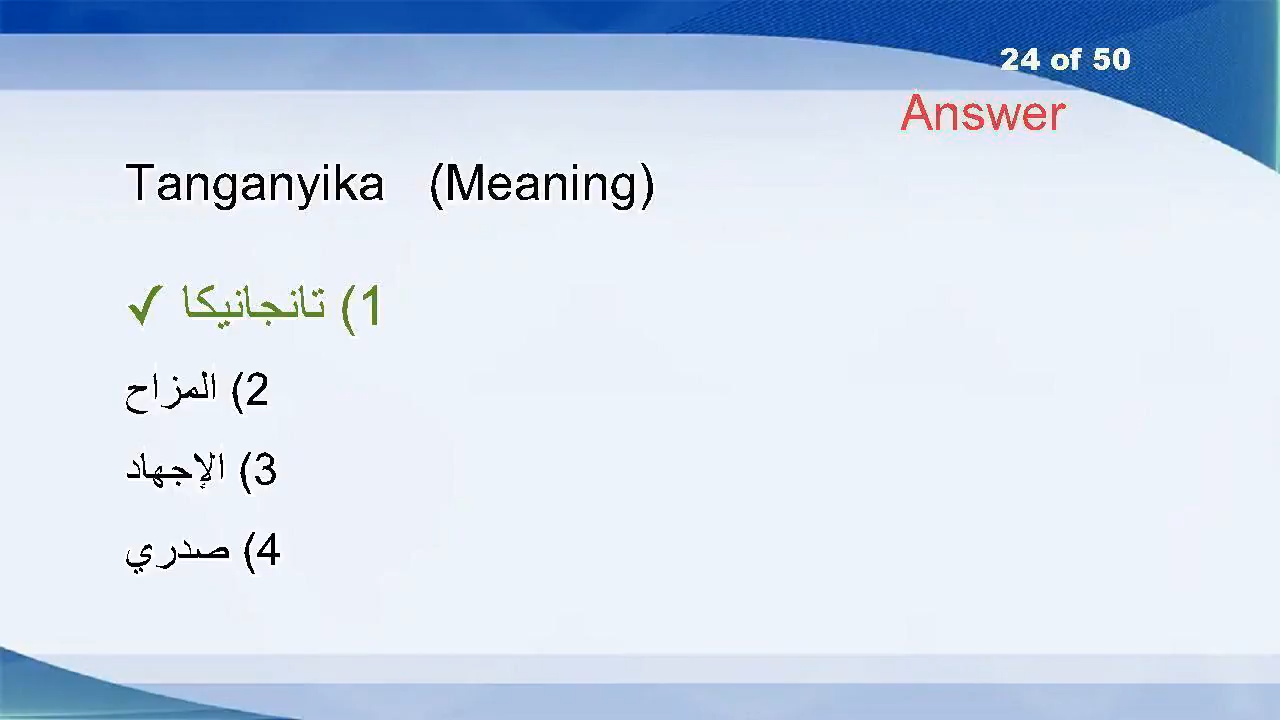 24 of 50
Answer
Tanganyika (Meaning)
1) تانجانيكا ✓
2) المزاح
3) الإجهاد
4) صدري